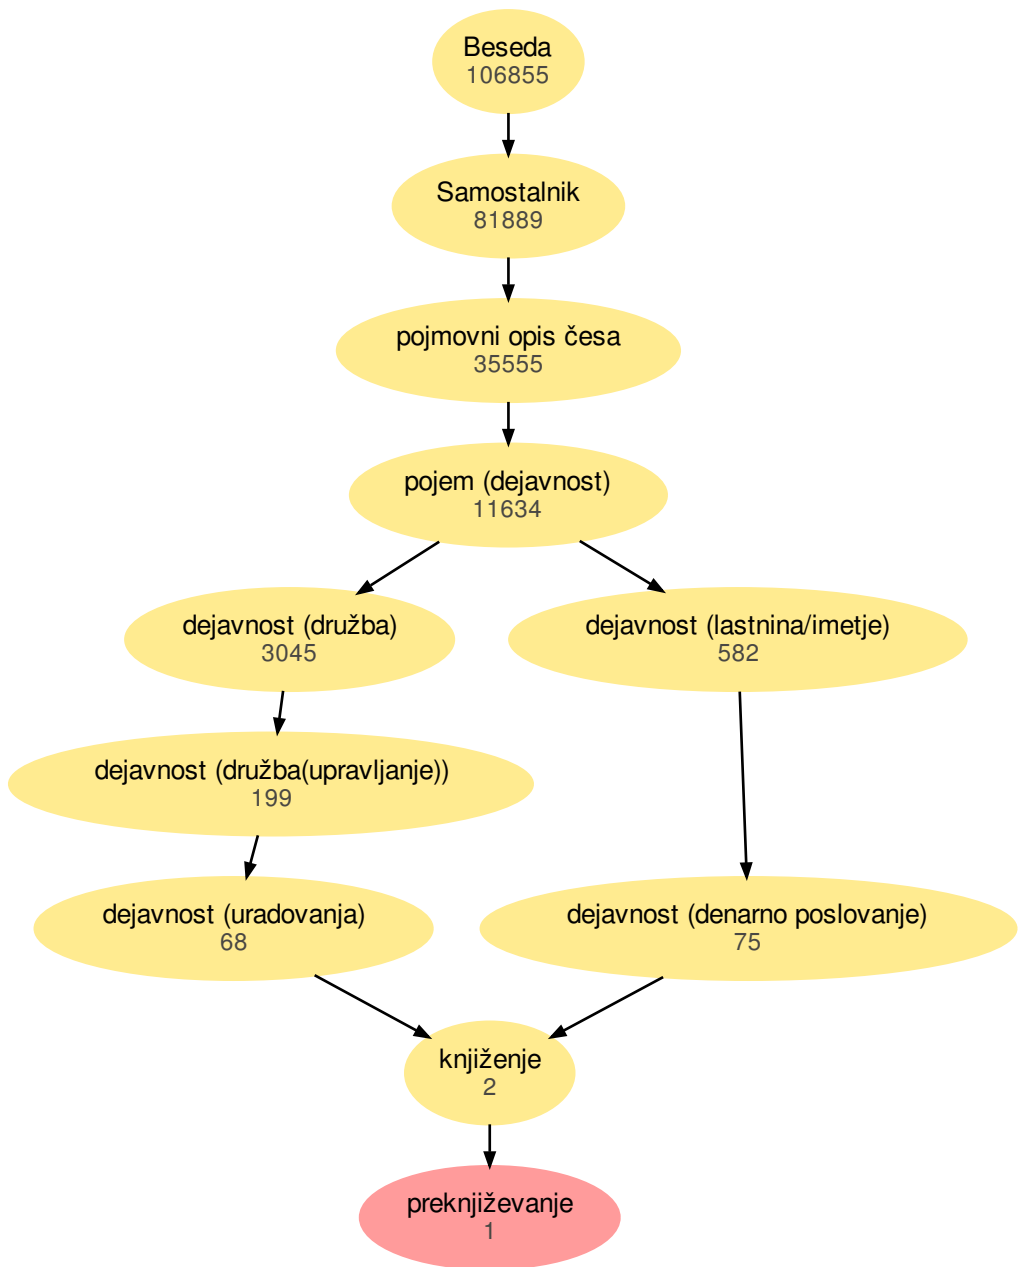 Beseda
106855
Samostalnik
81889
pojmovni opis česa
35555
pojem (dejavnost)
11634
dejavnost (družba)
3045
dejavnost (lastnina/imetje)
582
dejavnost (družba(upravljanje))
199
dejavnost (uradovanja)
68
dejavnost (denarno poslovanje)
75
knjiženje
2
preknjiževanje
1